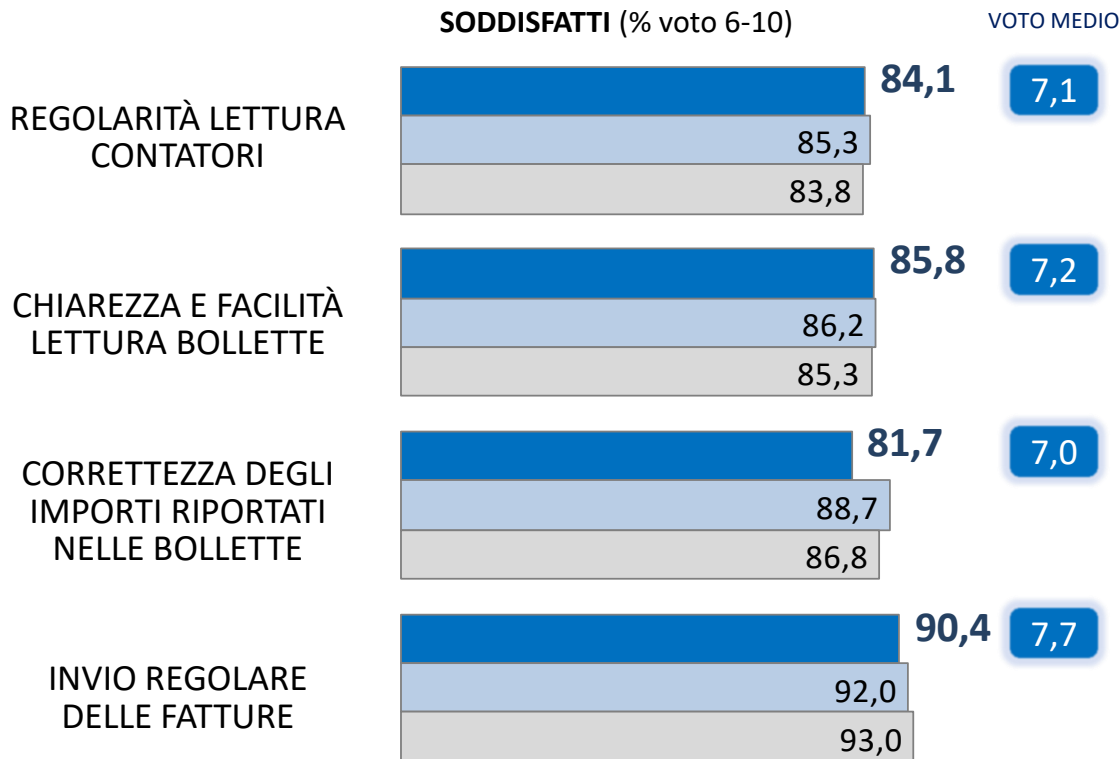 SODDISFATTI (% voto 6-10)
VOTO MEDIO
REGOLARITÀ LETTURA
CONTATORI
84,1
7,1
85,3
83,8
CHIAREZZA E FACILITÀ
LETTURA BOLLETTE
85,8
7,2
86,2
85,3
CORRETTEZZA DEGLI
IMPORTI RIPORTATI
NELLE BOLLETTE
81,7
7,0
88,7
86,8
INVIO REGOLARE
DELLE FATTURE
90,4
7,7
92,0
93,0